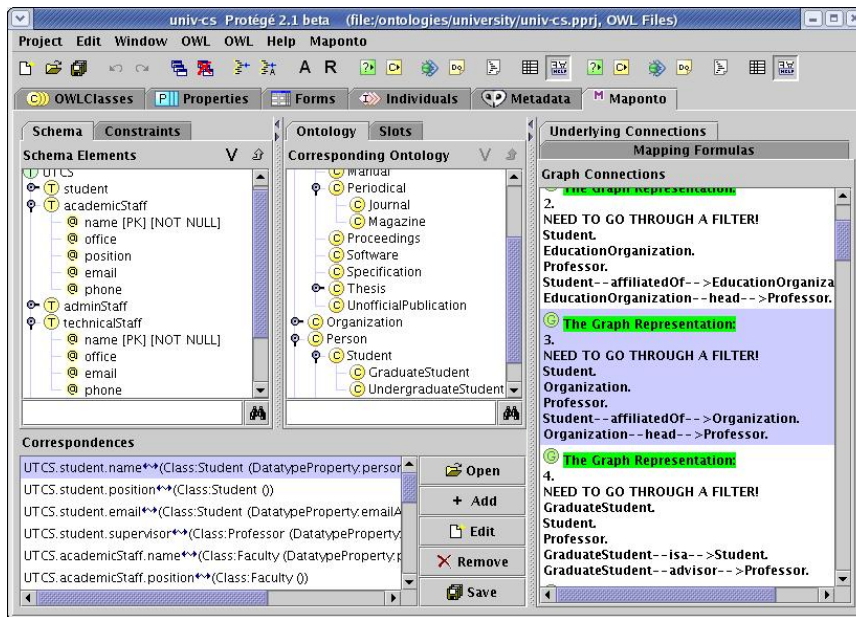 univ-cs Protégé 2.1 beta (file:/ontologies/university/univ-cs.pprj, OWL Files)
Project Edit Window OWL OWL Help Maponto
A R
OWLClasses Properties Forms Individuals Metadata Maponto
Schema Constraints
Schema Elements V
UTCS
student
academicStaff
name [PK] [NOT NULL]
office
position
email
phone
adminStaff
technicalStaff
name [PK] [NOT NULL]
office
email
phone
Ontology Slots
Corresponding Ontology V
Manual
Periodical
Journal
Magazine
Proceedings
Software
Specification
Thesis
UnofficialPublication
Organization
Person
Student
GraduateStudent
UndergraduateStudent
Correspondences
UTCS.student.name↔(Class:Student (DatatypeProperty:person
UTCS.student.position↔(Class:Student ())
UTCS.student.email↔(Class:Student (DatatypeProperty:emailA
UTCS.student.supervisor↔(Class:Professor (DatatypeProperty:
UTCS.academicStaff.name↔(Class:Faculty (DatatypeProperty:p
UTCS.academicStaff.position↔(Class:Faculty ())
Open
+ Add
Edit
Remove
Save
Underlying Connections
Mapping Formulas
Graph Connections
The Graph Representation:
2.
NEED TO GO THROUGH A FILTER!
Student.
EducationOrganization.
Professor.
Student--affiliatedOf-->EducationOrganiza
EducationOrganization--head-->Professor.
The Graph Representation:
3.
NEED TO GO THROUGH A FILTER!
Student.
Organization.
Professor.
Student--affiliatedOf-->Organization.
Organization--head-->Professor.
The Graph Representation:
4.
NEED TO GO THROUGH A FILTER!
GraduateStudent.
Student.
Professor.
GraduateStudent--isa-->Student.
GraduateStudent--advisor-->Professor.